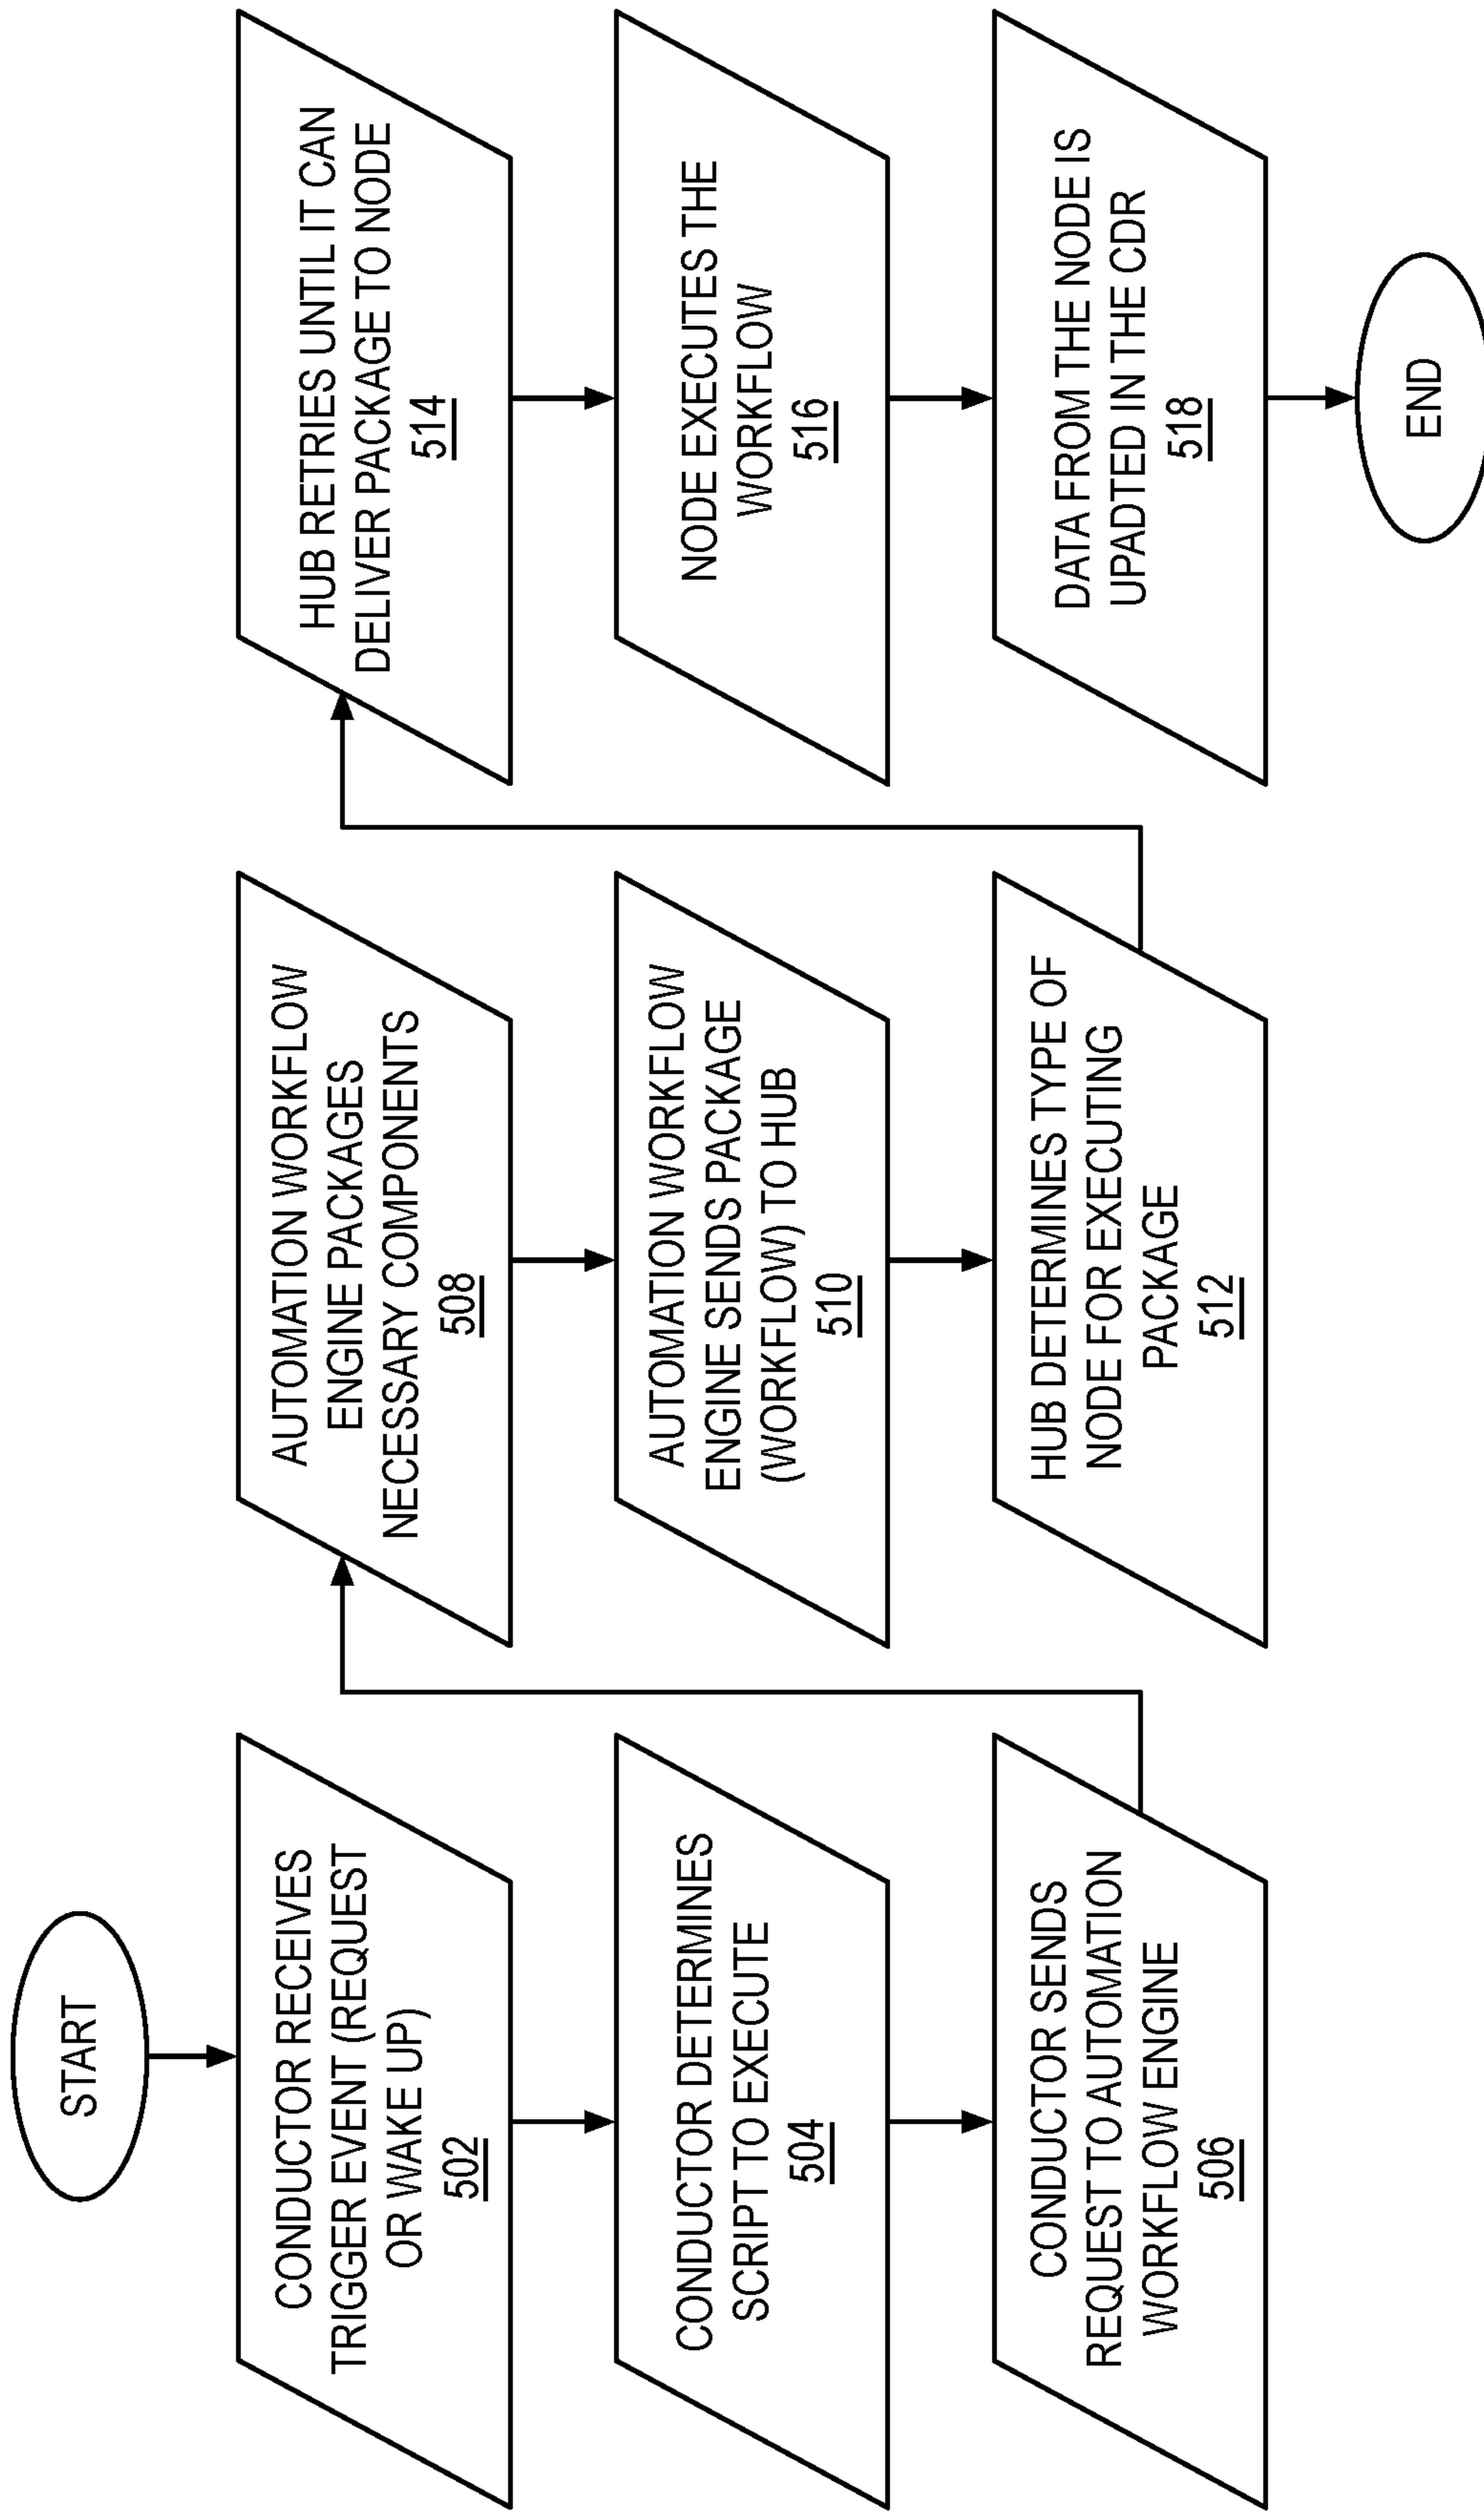 START
CONDUCTOR RECEIVES
TRIGGER EVENT (REQUEST
OR WAKE UP)
502
CONDUCTOR DETERMINES
SCRIPT TO EXECUTE
504
CONDUCTOR SENDS
REQUEST TO AUTOMATION
WORKFLOW ENGINE
506
AUTOMATION WORKFLOW
ENGINE PACKAGES
NECESSARY COMPONENTS
508
AUTOMATION WORKFLOW
ENGINE SENDS PACKAGE
(WORKFLOW) TO HUB
510
HUB DETERMINES TYPE OF
NODE FOR EXECUTING
PACKAGE
512
HUB RETRIES UNTIL IT CAN
DELIVER PACKAGE TO NODE
514
NODE EXECUTES THE
WORKFLOW
516
DATA FROM THE NODE IS
UPADTED IN THE CDR
518
END